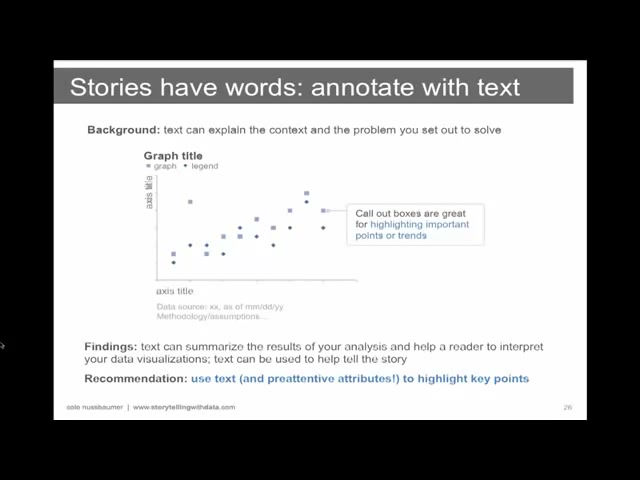 Stories have words: annotate with text
Background: text can explain the context and the problem you set out to solve
Graph title
graph legend
axis title
Call out boxes are great
for highlighting important
points or trends
axis title
Data source: xx, as of mm/dd/yy
Methodology/assumptions...
Findings: text can summarize the results of your analysis and help a reader to interpret
your data visualizations; text can be used to help tell the story
Recommendation: use text (and preattentive attributes!) to highlight key points
cole nussbaumer | www.storytellingwithdata.com
26